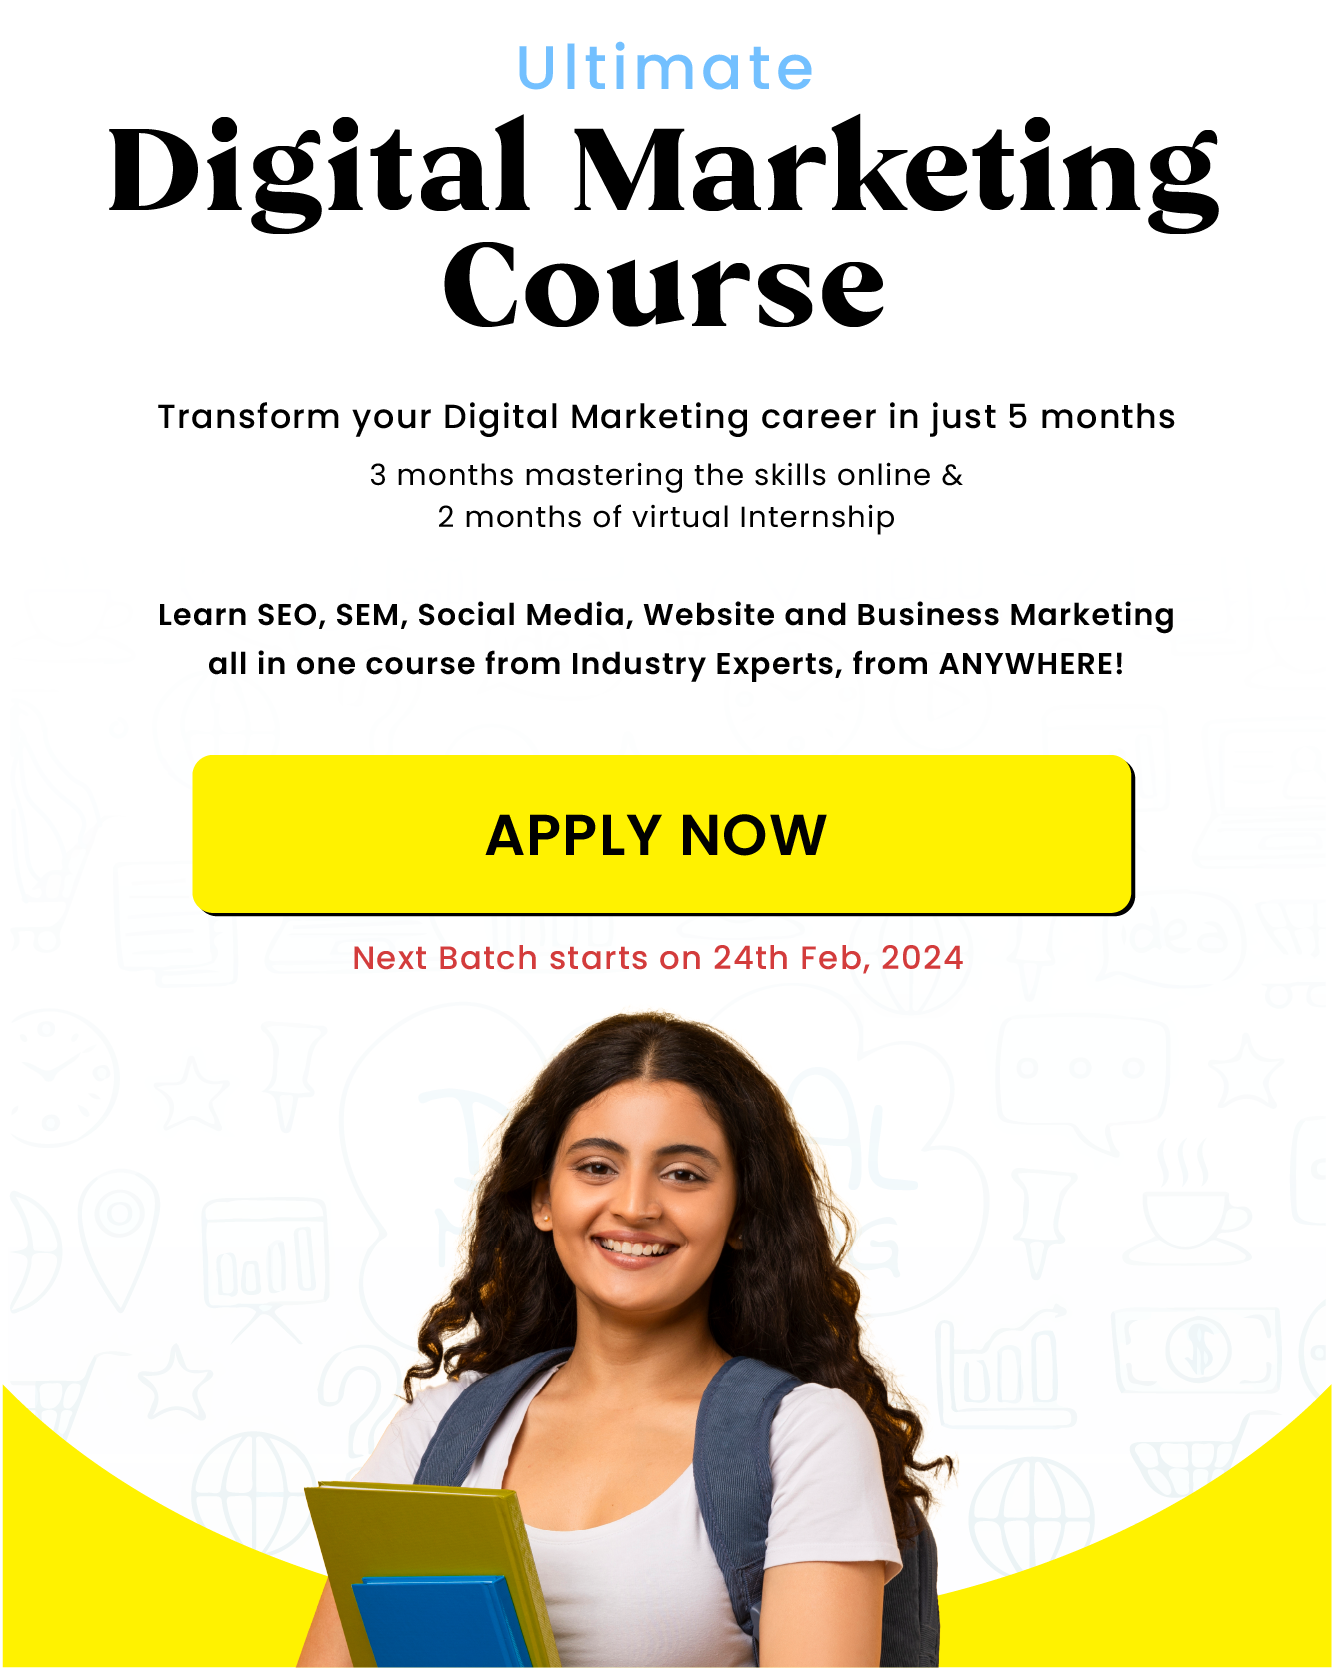 Ultimate
Digital Marketing
Course
Transform your Digital Marketing career in just 5 months
3 months mastering the skills online &
2 months of virtual Internship
Learn SEO, SEM, Social Media, Website and Business Marketing
all in one course from Industry Experts, from ANYWHERE!
APPLY NOW
Next Batch starts on 24th Feb, 2024
idea